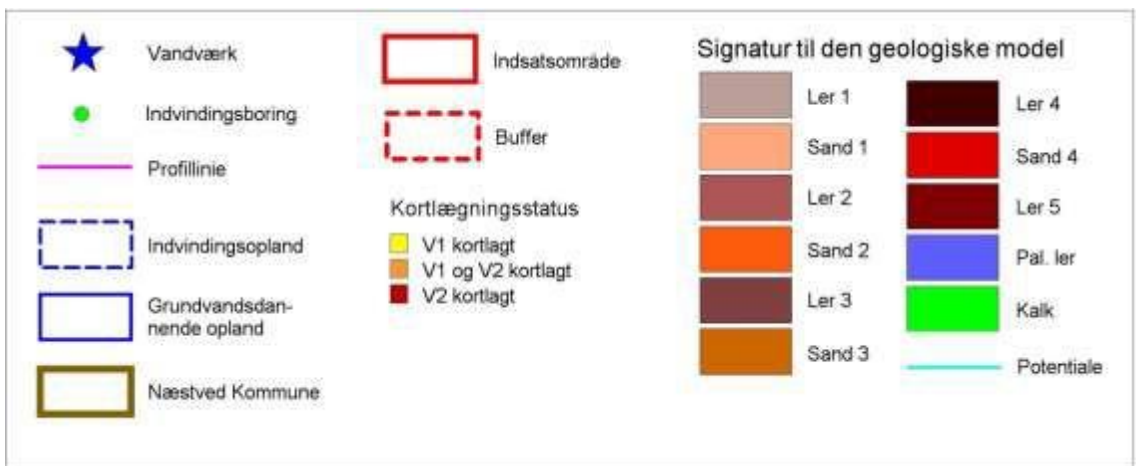 Vandværk
Indvindingsboring
Profillinie
Indvindingsopland
Grundvandsdan-
nende opland
Næstved Kommune
Indsatsområde
Buffer
Kortlægningsstatus
V1 kortlagt
V1 og V2 kortlagt
V2 kortlagt
Signatur til den geologiske model
Ler 1
Sand 1
Ler 2
Sand 2
Ler 3
Sand 3
Ler 4
Sand 4
Ler 5
Pal. ler
Kalk
Potentiale